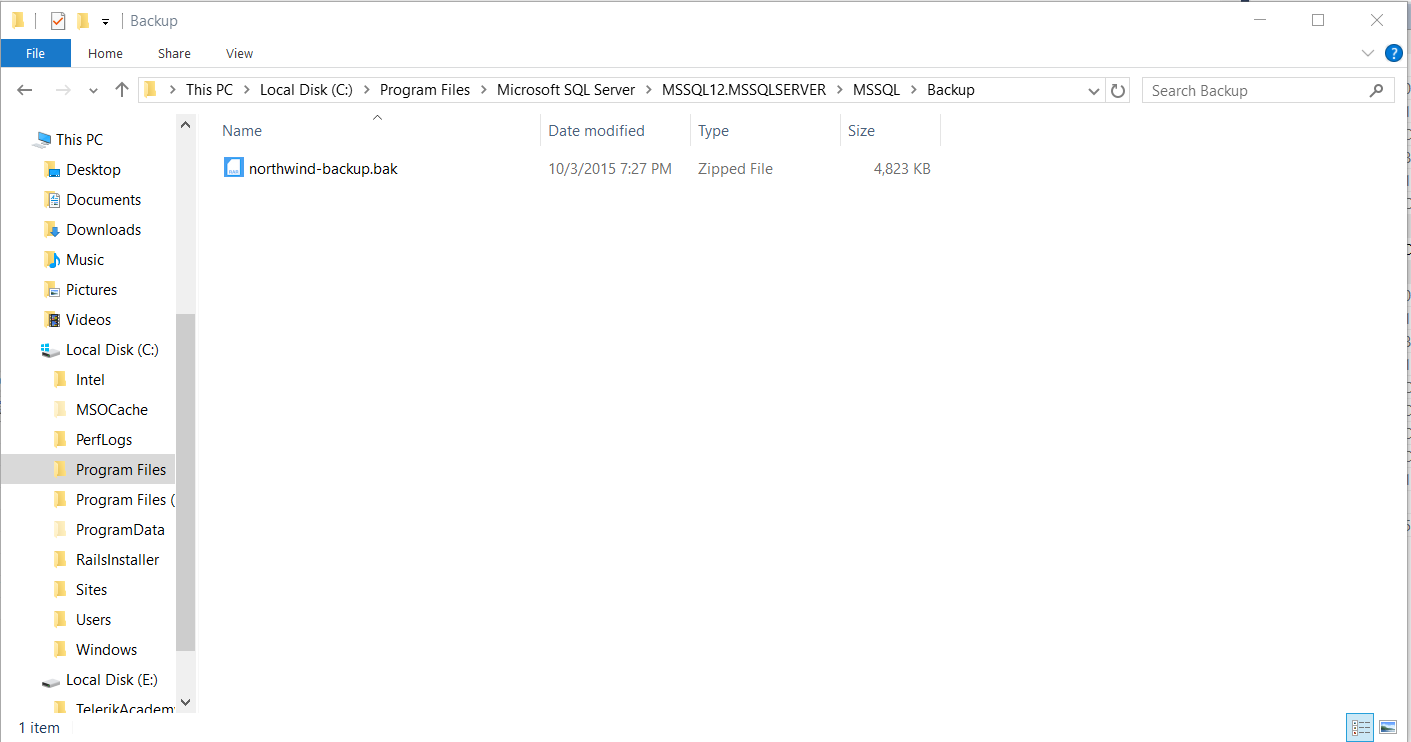 Backup
File Home Share View
This PC Local Disk (C:) Program Files Microsoft SQL Server MSSQL12.MSSQLSERVER MSSQL Backup
Search Backup
Name Date modified Type Size
northwind-backup.bak 10/3/2015 7:27 PM Zipped File 4,823 KB
This PC
Desktop
Documents
Downloads
Music
Pictures
Videos
Local Disk (C:)
Intel
MSOCache
PerfLogs
Program Files
Program Files (
ProgramData
RailsInstaller
Sites
Users
Windows
Local Disk (E:)
TelerikAcadem
1 item